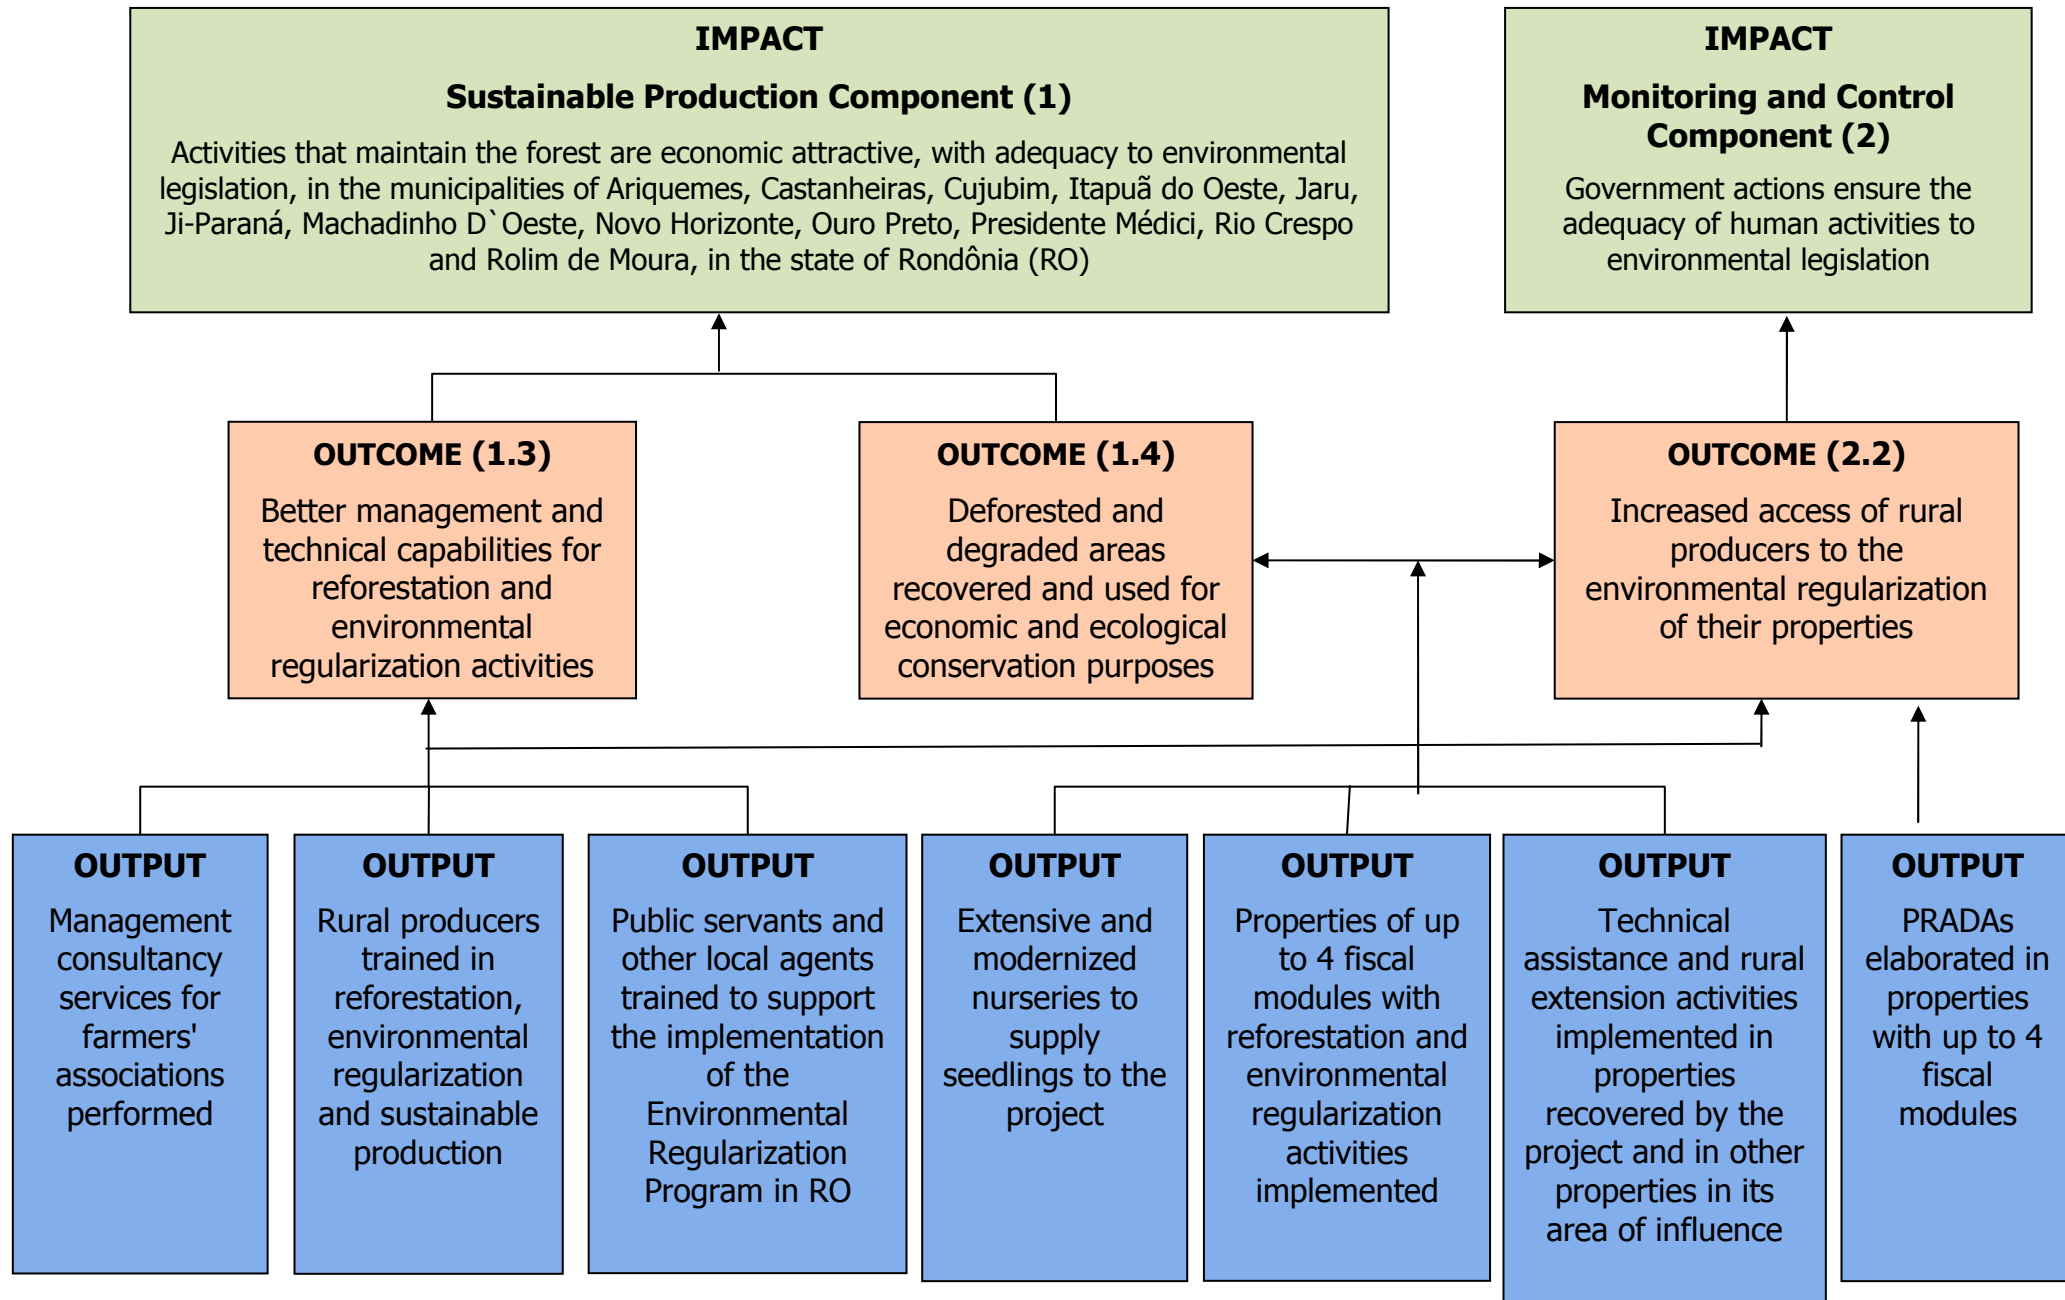 IMPACT
Sustainable Production Component (1)
Activities that maintain the forest are economic attractive, with adequacy to environmental
legislation, in the municipalities of Ariquemes, Castanheiras, Cujubim, Itapuã do Oeste, Jaru,
Ji-Paraná, Machadinho D`Oeste, Novo Horizonte, Ouro Preto, Presidente Médici, Rio Crespo
and Rolim de Moura, in the state of Rondônia (RO)
IMPACT
Monitoring and Control
Component (2)
Government actions ensure the
adequacy of human activities to
environmental legislation
OUTCOME (1.3)
Better management and
technical capabilities for
reforestation and
environmental
regularization activities
OUTCOME (1.4)
Deforested and
degraded areas
recovered and used for
economic and ecological
conservation purposes
OUTCOME (2.2)
Increased access of rural
producers to the
environmental regularization
of their properties
OUTPUT
Management
consultancy
services for
farmers'
associations
performed
OUTPUT
Rural producers
trained in
reforestation,
environmental
regularization
and sustainable
production
OUTPUT
Public servants and
other local agents
trained to support
the implementation
of the
Environmental
Regularization
Program in RO
OUTPUT
Extensive and
modernized
nurseries to
supply
seedlings to the
project
OUTPUT
Properties of up
to 4 fiscal
modules with
reforestation and
environmental
regularization
activities
implemented
OUTPUT
Technical
assistance and rural
extension activities
implemented in
properties
recovered by the
project and in other
properties in its
area of influence
OUTPUT
PRADAs
elaborated in
properties
with up to 4
fiscal
modules